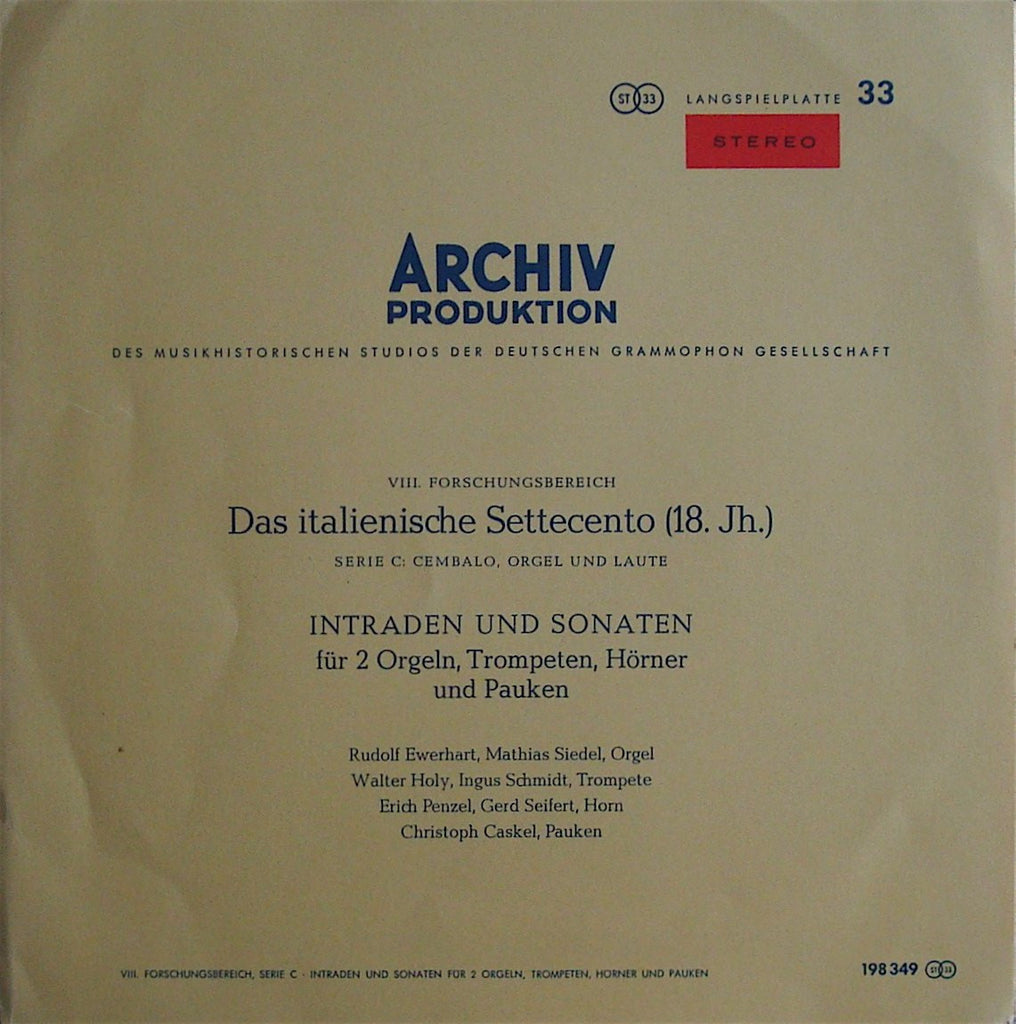 ST 33 LANGSPIELPLATTE 33
STEREO
ARCHIV
PRODUKTION
DES MUSIKHISTORISCHEN STUDIOS DER DEUTSCHEN GRAMMOPHON GESELLSCHAFT
VIII. FORSCHUNGSBEREICH
Das italienische Settecento (18. Jh.)
SERIE C: CEMBALO, ORGEL UND LAUTE
INTRADEN UND SONATEN
für 2 Orgeln, Trompeten, Hörner
und Pauken
Rudolf Ewerhart, Mathias Siedel, Orgel
Walter Holy, Ingus Schmidt, Trompete
Erich Penzel, Gerd Seifert, Horn
Christoph Caskel, Pauken
VIII. FORSCHUNGSBEREICH, SERIE C · INTRADEN UND SONATEN FÜR 2 ORGELN, TROMPETEN, HÖRNER UND PAUKEN
198 349 ST 33